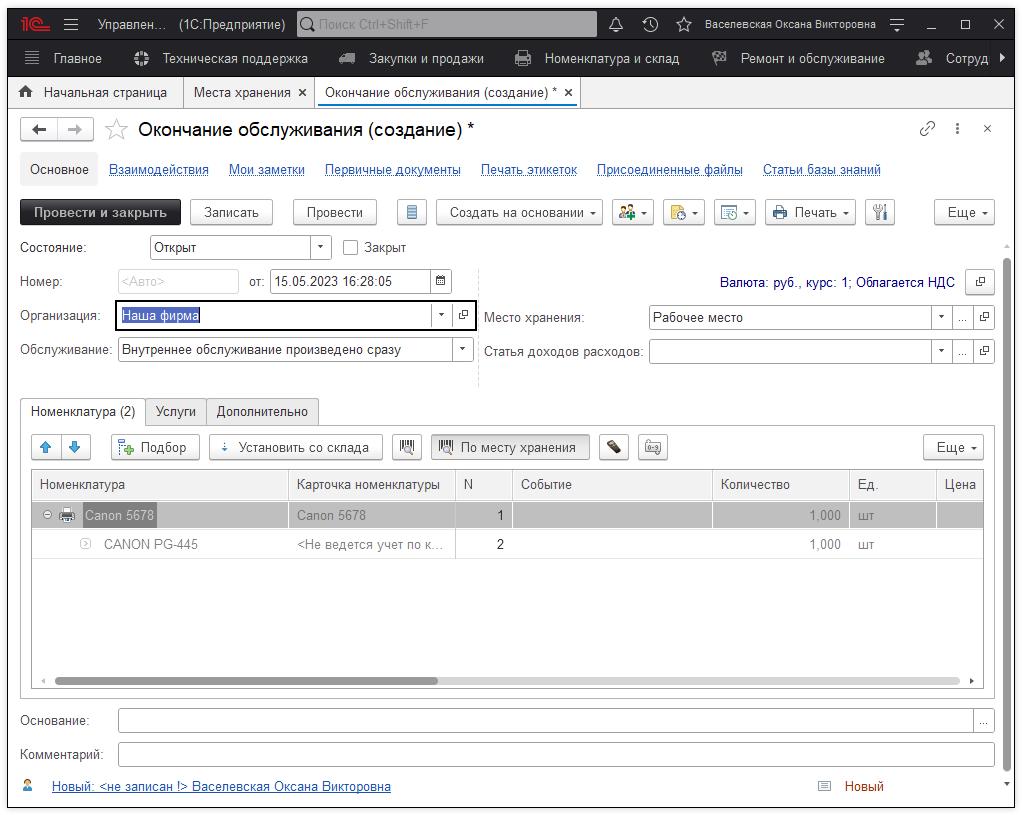 1С Управлен... (1С:Предприятие) Поиск Ctrl+Shift+F Васелевская Оксана Викторовна
Главное Техническая поддержка Закупки и продажи Номенклатура и склад Ремонт и обслуживание Сотруд
Начальная страница Места хранения × Окончание обслуживания (создание) * ×
Окончание обслуживания (создание) *
Основное Взаимодействия Мои заметки Первичные документы Печать этикеток Присоединенные файлы Статьи базы знаний
Провести и закрыть Записать Провести Создать на основании Печать Еще
Состояние: Открыт Закрыт
Номер: <Авто> от: 15.05.2023 16:28:05 Валюта: руб., курс: 1; Облагается НДС
Организация: Наша фирма Место хранения: Рабочее место ...
Обслуживание: Внутреннее обслуживание произведено сразу Статья доходов расходов: ...
Номенклатура (2) Услуги Дополнительно
Подбор Установить со склада По месту хранения Еще
Номенклатура Карточка номенклатуры N Событие Количество Ед. Цена
Canon 5678 Canon 5678 1 1,000 шт
CANON PG-445 <Не ведется учет по к... 2 1,000 шт
Основание: ...
Комментарий:
Новый: <не записан !> Васелевская Оксана Викторовна Новый